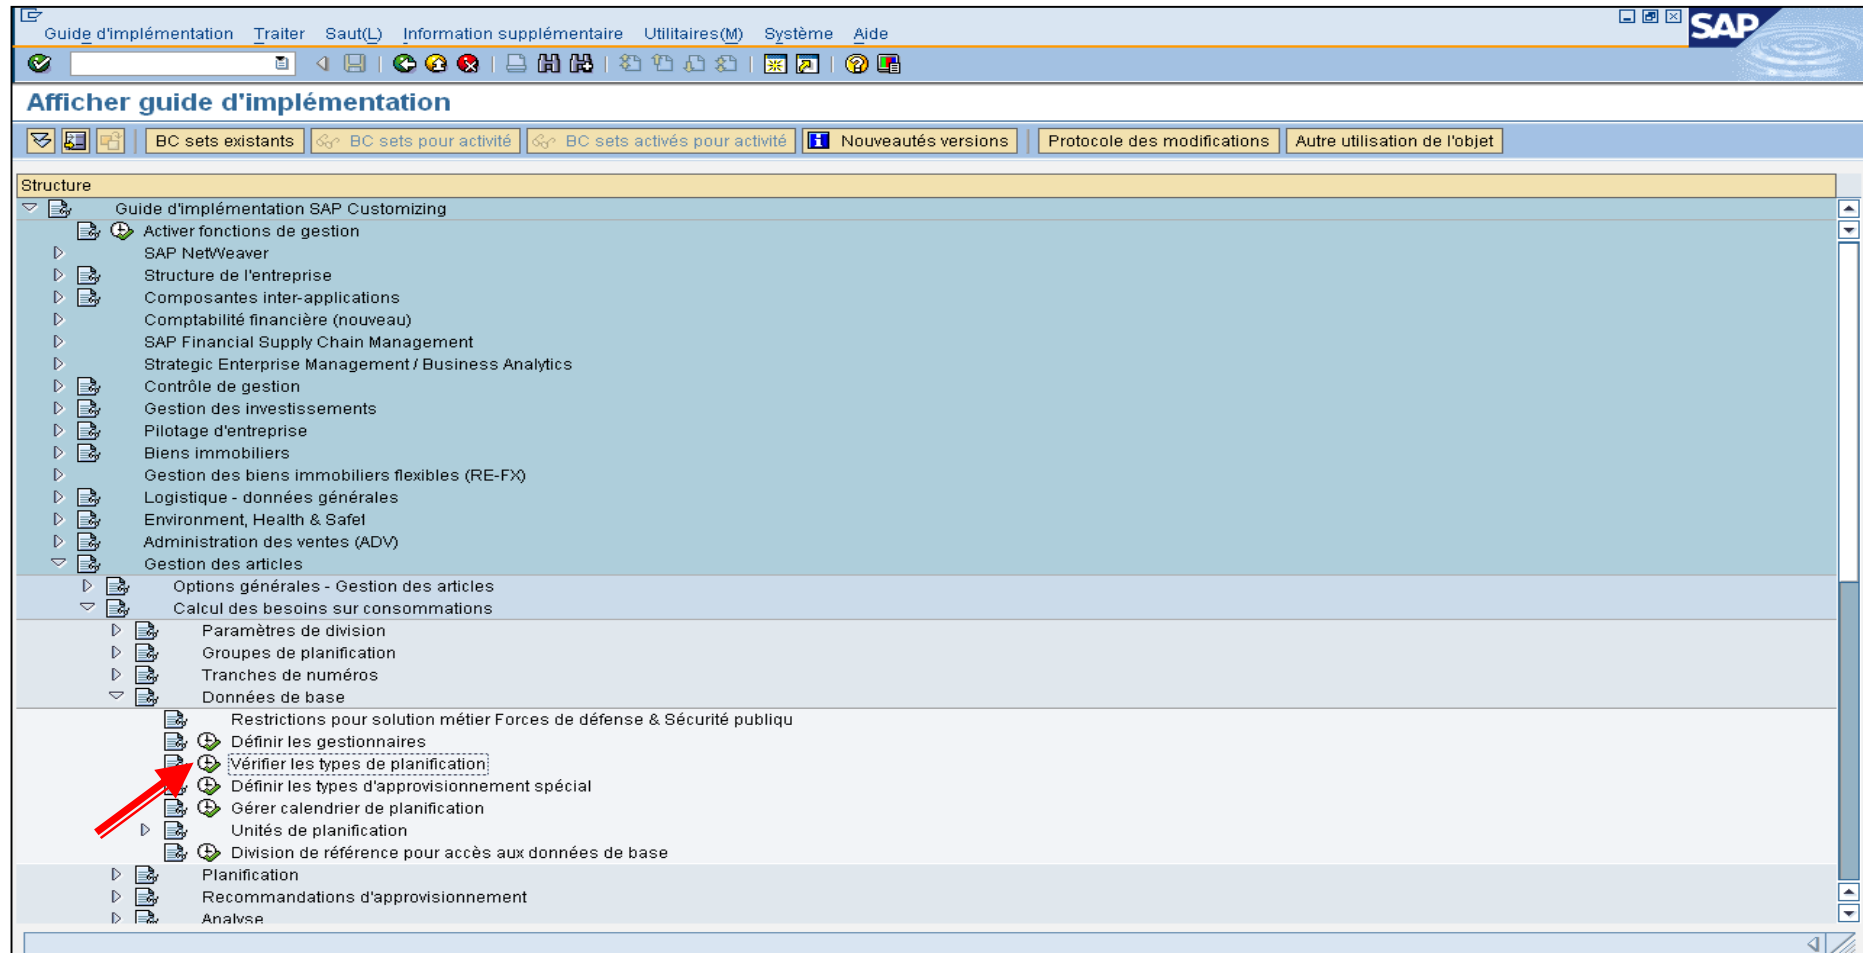 Guide d'implémentation Traiter Saut(L) Information supplémentaire Utilitaires(M) Système Aide
SAP
Afficher guide d'implémentation
BC sets existants BC sets pour activité BC sets activés pour activité Nouveautés versions Protocole des modifications Autre utilisation de l'objet
Structure
Guide d'implémentation SAP Customizing
Activer fonctions de gestion
SAP NetWeaver
Structure de l'entreprise
Composantes inter-applications
Comptabilité financière (nouveau)
SAP Financial Supply Chain Management
Strategic Enterprise Management / Business Analytics
Contrôle de gestion
Gestion des investissements
Pilotage d'entreprise
Biens immobiliers
Gestion des biens immobiliers flexibles (RE-FX)
Logistique - données générales
Environment, Health & Safet
Administration des ventes (ADV)
Gestion des articles
Options générales - Gestion des articles
Calcul des besoins sur consommations
Paramètres de division
Groupes de planification
Tranches de numéros
Données de base
Restrictions pour solution métier Forces de défense & Sécurité publiqu
Définir les gestionnaires
Vérifier les types de planification
Définir les types d'approvisionnement spécial
Gérer calendrier de planification
Unités de planification
Division de référence pour accès aux données de base
Planification
Recommandations d'approvisionnement
Analyse